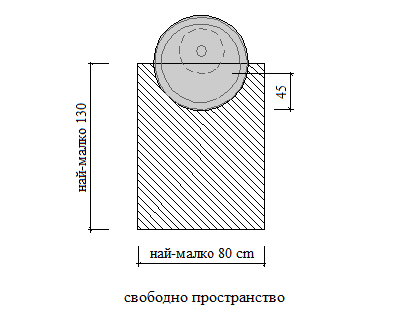 45
най-малко 130
най-малко 80 cm
свободно пространство